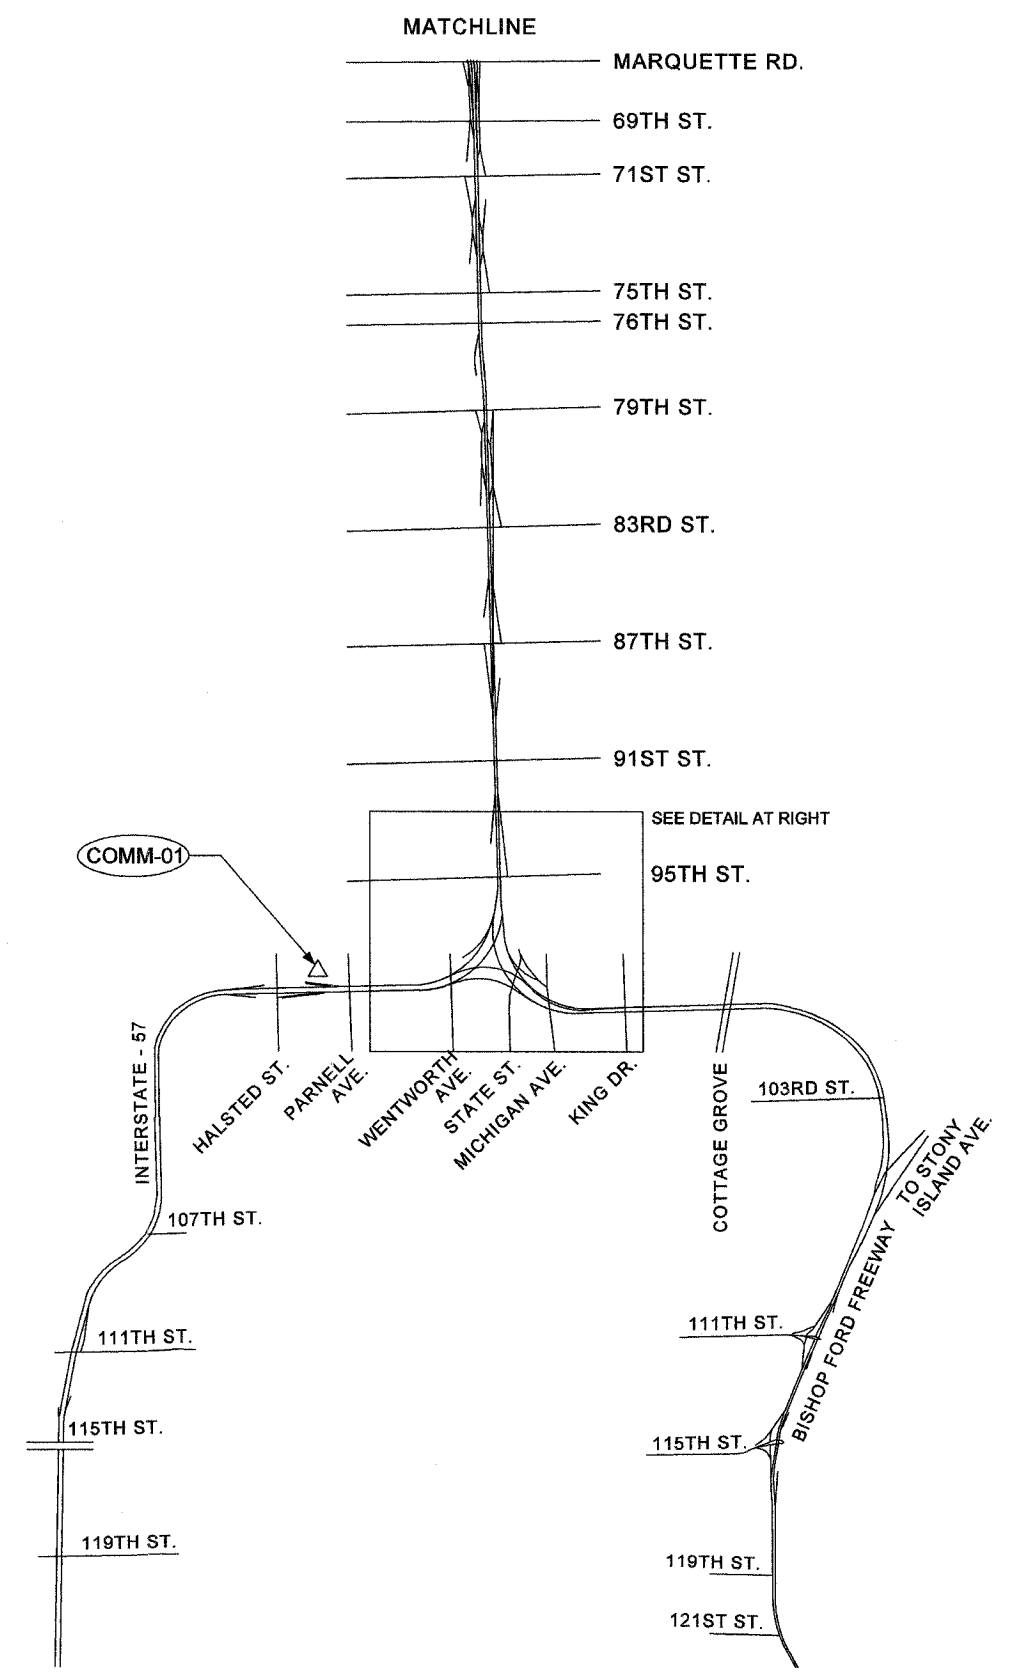 MATCHLINE
MARQUETTE RD.
69TH ST.
71ST ST.
75TH ST.
76TH ST.
79TH ST.
83RD ST.
87TH ST.
91ST ST.
SEE DETAIL AT RIGHT
COMM-01
95TH ST.
INTERSTATE - 57
HALSTED ST.
PARNELL
AVE.
WENTWORTH
AVE.
STATE ST.
MICHIGAN AVE.
KING DR.
COTTAGE GROVE
103RD ST.
TO STONY
ISLAND AVE.
107TH ST.
BISHOP FORD FREEWAY
111TH ST.
111TH ST.
115TH ST.
115TH ST.
119TH ST.
119TH ST.
121ST ST.